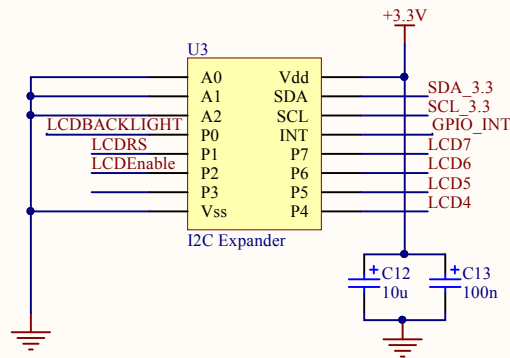 +3.3V
U3
A0 Vdd
A1 SDA SDA_3.3
A2 SCL SCL_3.3
LCDBACKLIGHT P0 INT GPIO_INT
LCDRS P1 P7 LCD7
LCDEnable P2 P6 LCD6
P3 P5 LCD5
Vss P4 LCD4
I2C Expander
+ C12 + C13
10u 100n